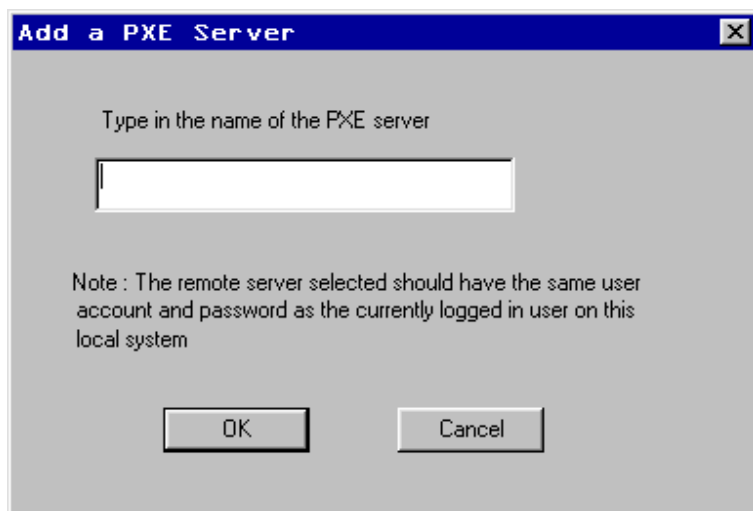 Add a PXE Server
Type in the name of the PXE server
Note : The remote server selected should have the same user
account and password as the currently logged in user on this
local system
OK
Cancel